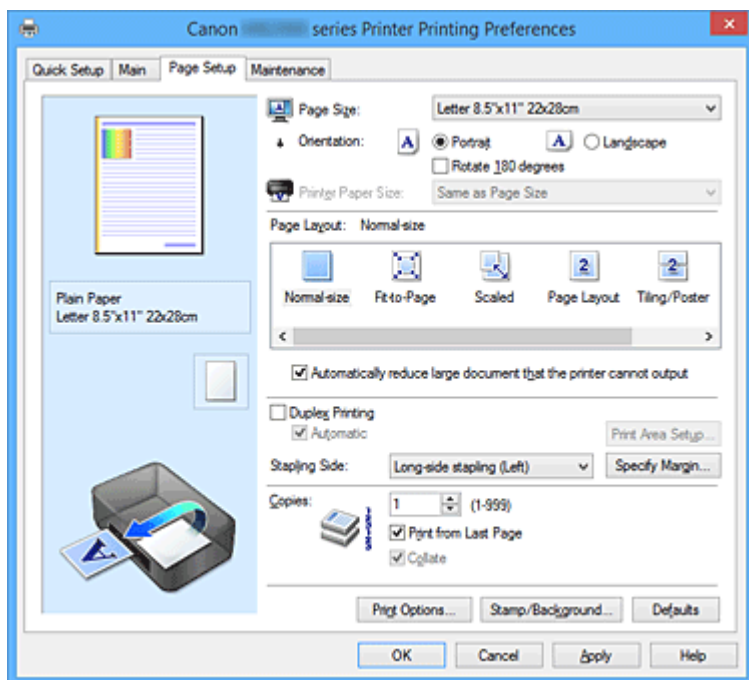 Canon series Printer Printing Preferences
Quick Setup Main Page Setup Maintenance
Page Size: Letter 8.5"x11" 22x28cm
Orientation: A Portrait A Landscape
Rotate 180 degrees
Printer Paper Size: Same as Page Size
Page Layout: Normal-size
2 2
Normal-size Fit-to-Page Scaled Page Layout Tiling/Poster
Plain Paper
Letter 8.5"x11" 22x28cm
Automatically reduce large document that the printer cannot output
Duplex Printing
Automatic
Print Area Setup...
Stapling Side: Long-side stapling (Left) Specify Margin...
Copies: 1 (1-999)
Print from Last Page
Collate
A
Print Options... Stamp/Background... Defaults
OK Cancel Apply Help